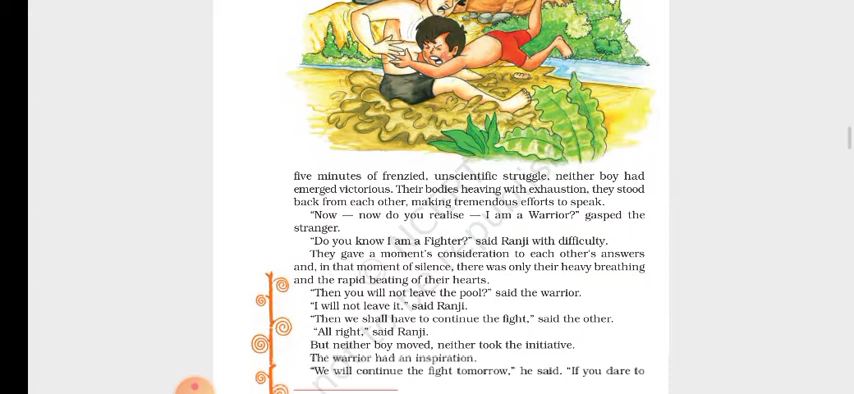 five minutes of frenzied, unscientific struggle, neither boy had
emerged victorious. Their bodies heaving with exhaustion, they stood
back from each other, making tremendous efforts to speak.
“Now — now do you realise — I am a Warrior?” gasped the
stranger.
“Do you know I am a Fighter?” said Ranji with difficulty.
They gave a moment’s consideration to each other’s answers
and, in that moment of silence, there was only their heavy breathing
and the rapid beating of their hearts.
“Then you will not leave the pool?” said the warrior.
“I will not leave it,” said Ranji.
“Then we shall have to continue the fight,” said the other.
“All right,” said Ranji.
But neither boy moved, neither took the initiative.
The warrior had an inspiration.
“We will continue the fight tomorrow,” he said. “If you dare to